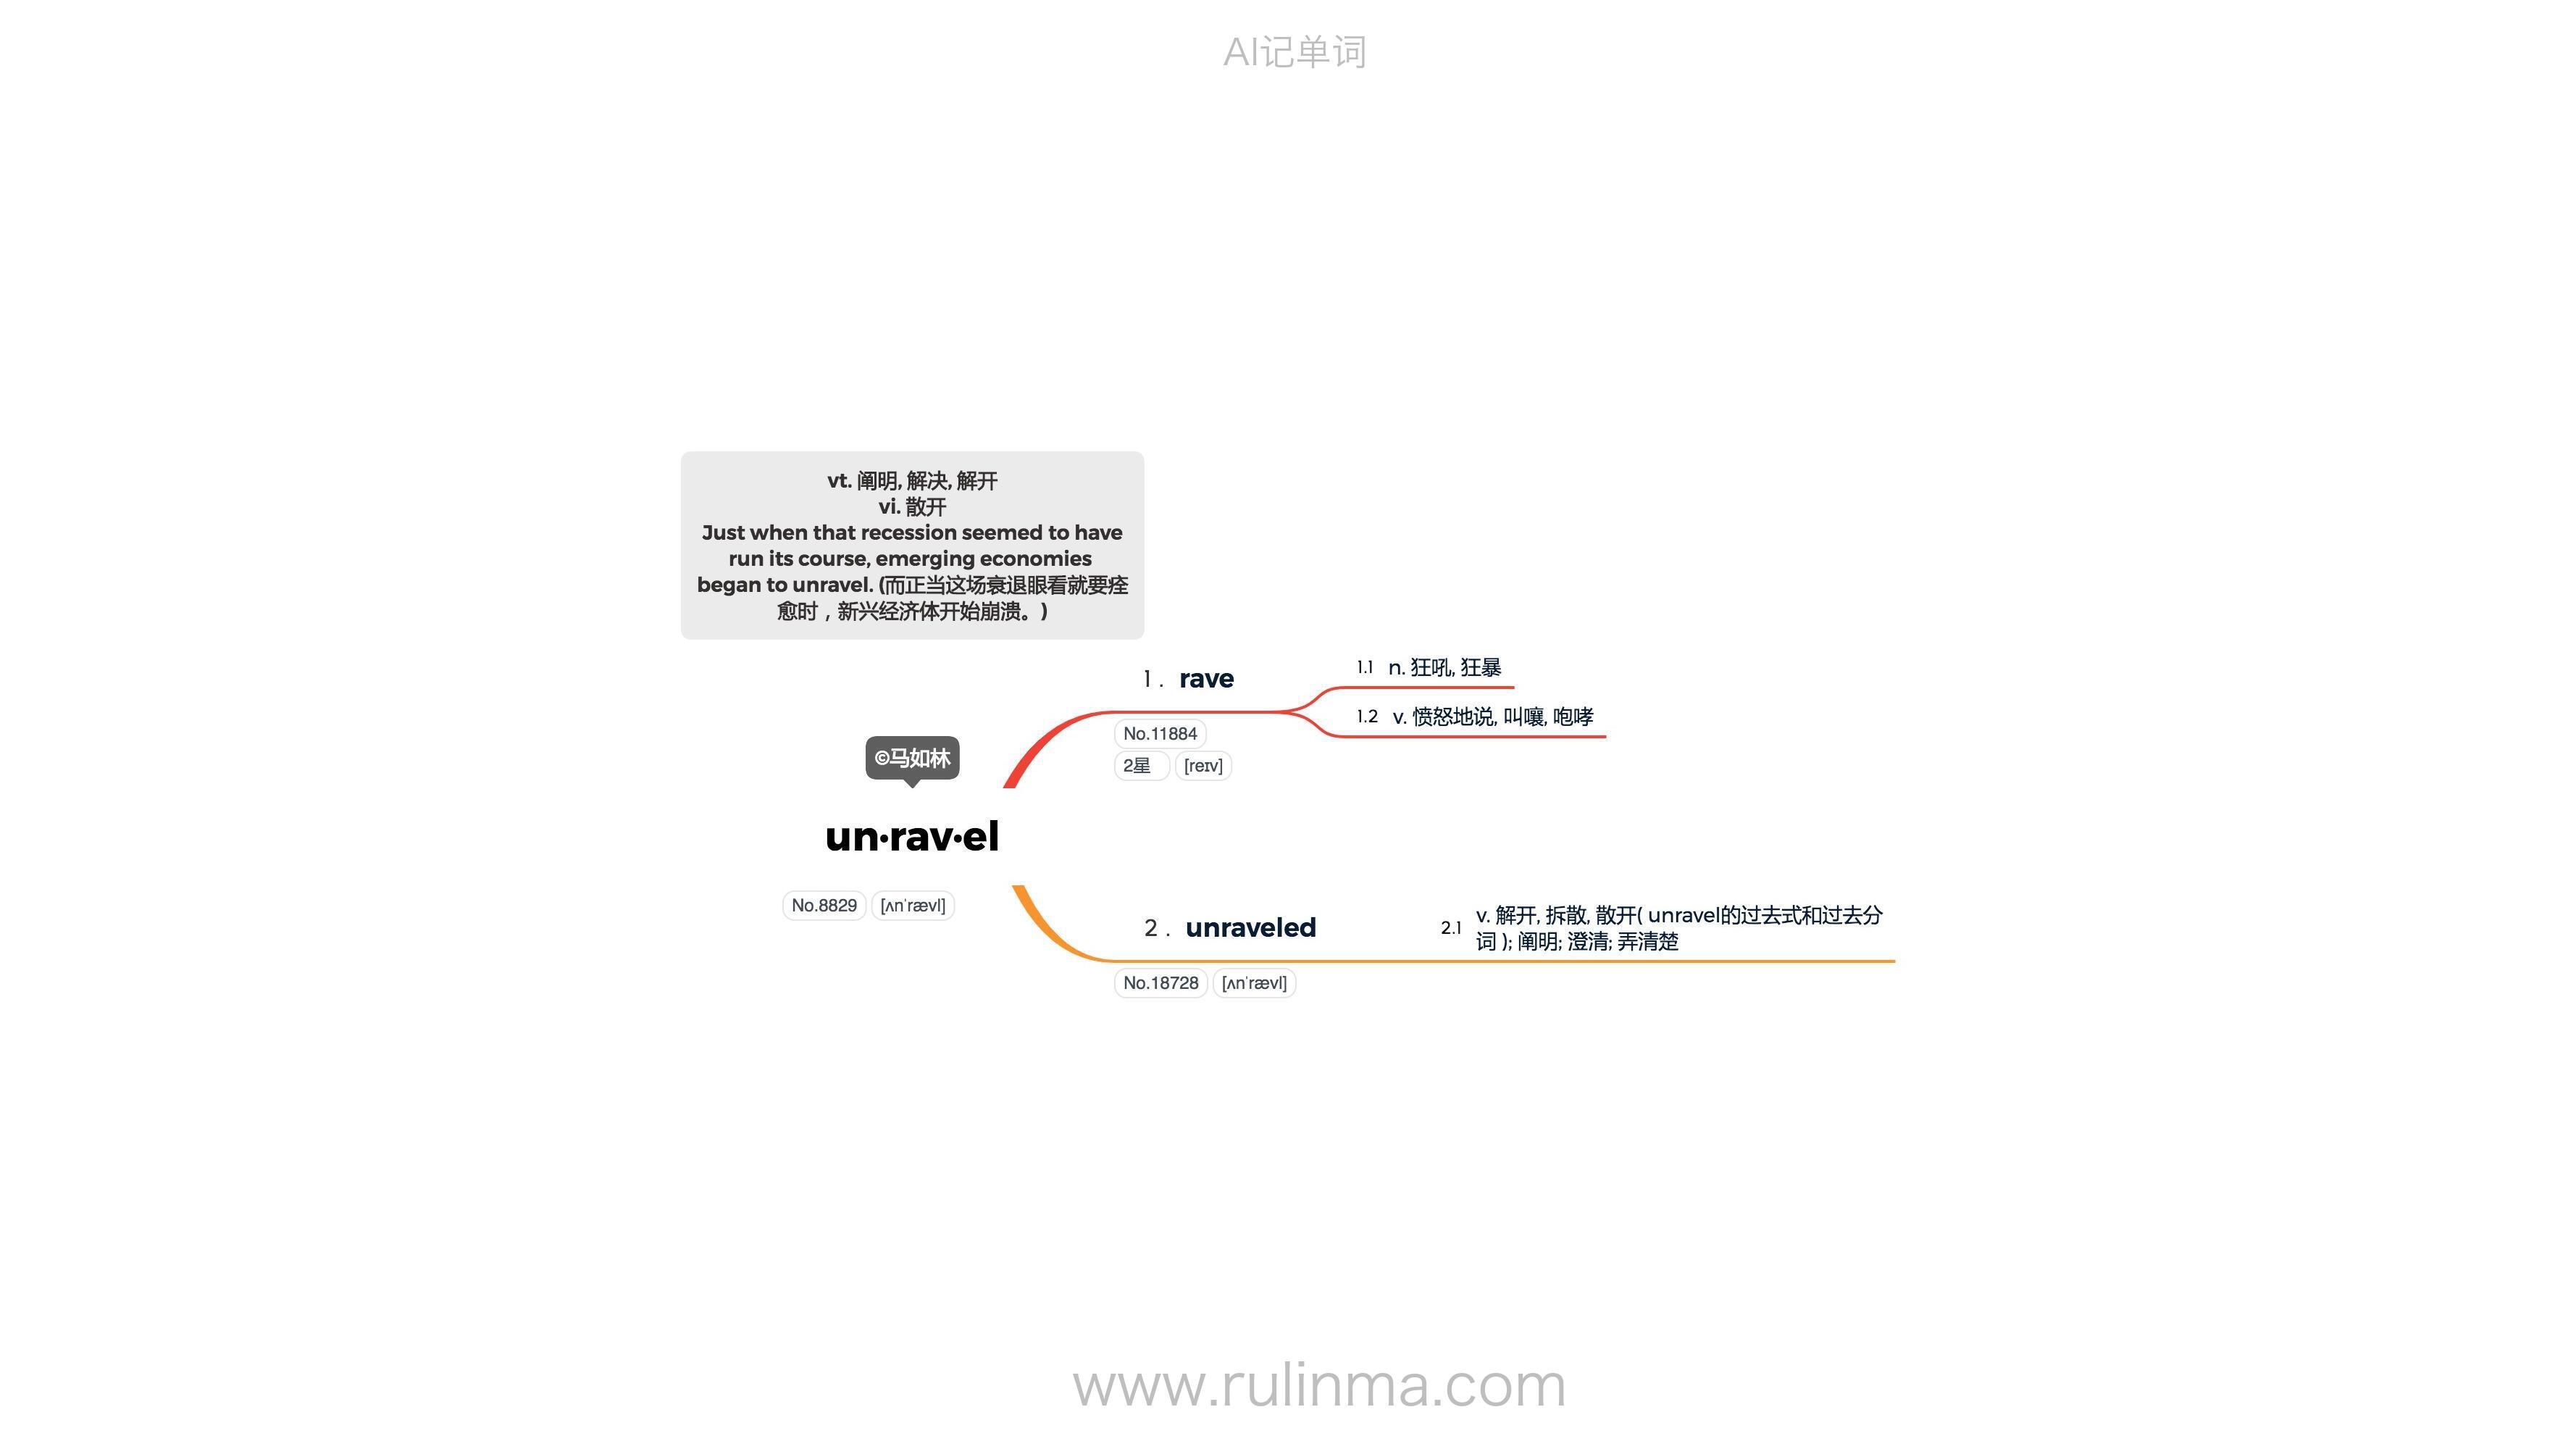 AI记单词
vt. 阐明, 解决, 解开
vi. 散开
Just when that recession seemed to have
run its course, emerging economies
began to unravel. (而正当这场衰退眼看就要痊
愈时，新兴经济体开始崩溃。)
©马如林
un·rav·el
No.8829 [ʌnˈrævl]
1. rave
No.11884
2星 [reɪv]
1.1 n. 狂吼, 狂暴
1.2 v. 愤怒地说, 叫嚷, 咆哮
2. unraveled
No.18728 [ʌnˈrævl]
2.1 v. 解开, 拆散, 散开( unravel的过去式和过去分
词 ); 阐明; 澄清; 弄清楚
www.rulinma.com